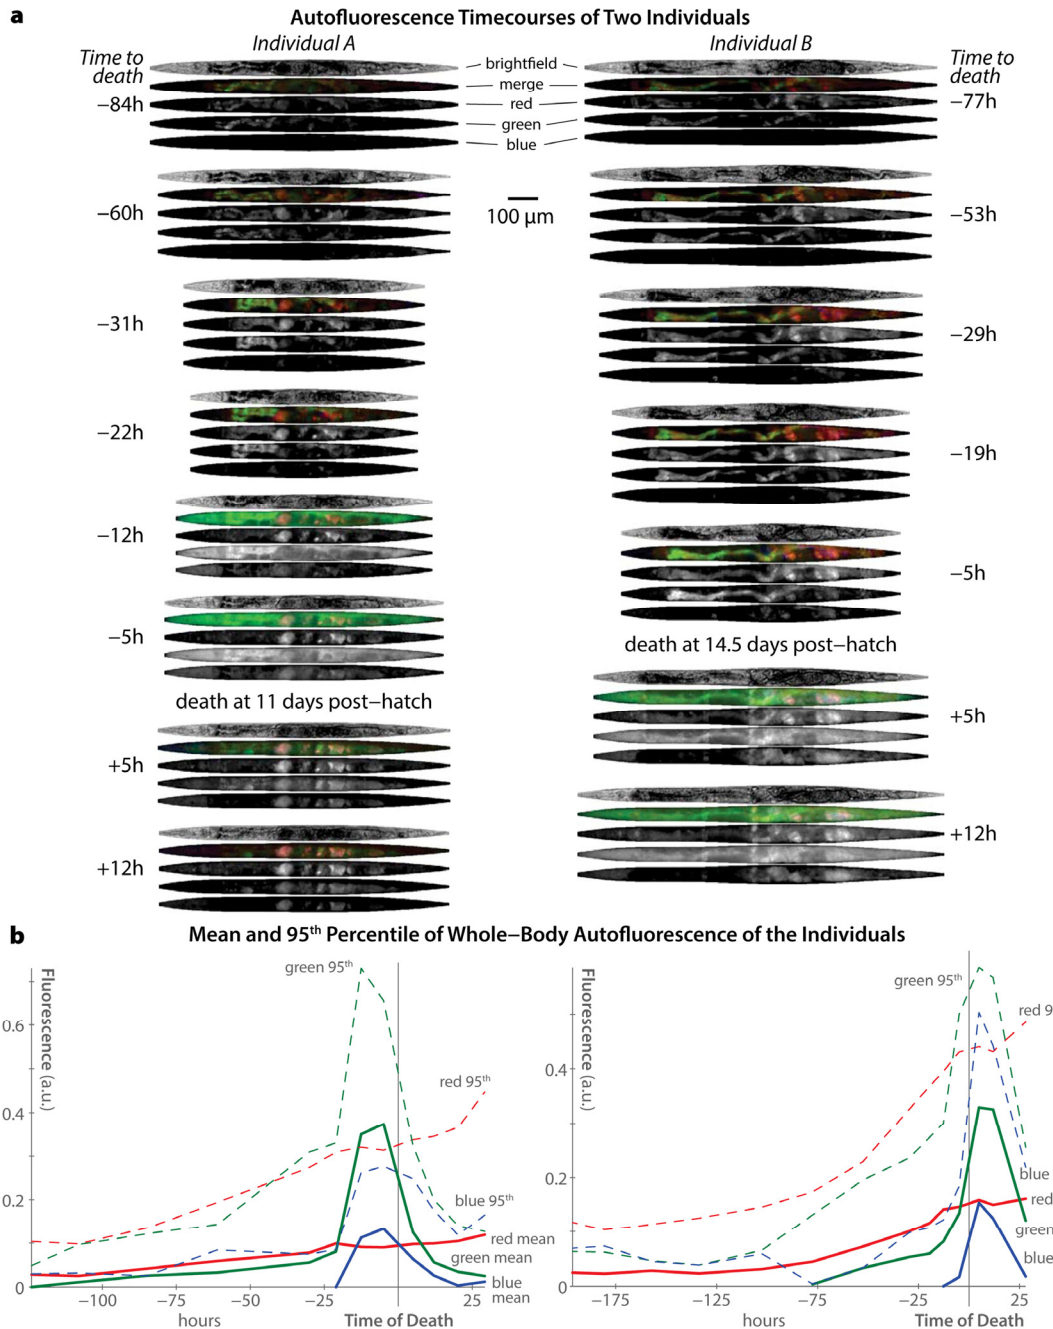 a
Autofluorescence Timecourses of Two Individuals
Individual A
Individual B
Time to
death
brightfield
merge
red
green
blue
Time to
death
−84h
−77h
−60h
100 µm
−53h
−31h
−29h
−22h
−19h
−12h
−5h
−5h
death at 14.5 days post−hatch
death at 11 days post−hatch
+5h
+5h
+12h
+12h
b
Mean and 95th Percentile of Whole−Body Autofluorescence of the Individuals
Fluorescence (a.u.)
0.6
0.4
0.2
0
green 95th
red 95th
blue 95th
red mean
green mean
blue
mean
−100
−75
−50
−25
25
hours
Time of Death
Fluorescence (a.u.)
0.4
0.2
0
green 95th
red 9
blue
red
green
blue
−175
−125
−75
−25
25
hours
Time of Death